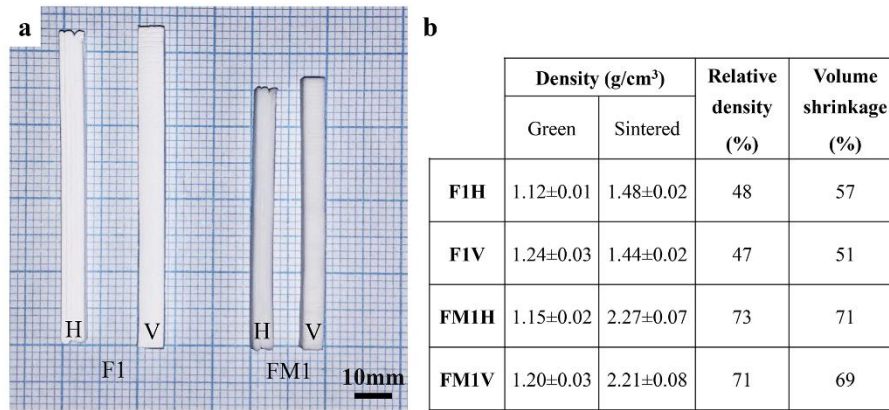 a
H
V
F1
H
V
FM1
10mm
b
Density (g/cm³)
Relative
density
(%)
Volume
shrinkage
(%)
Green
Sintered
F1H
1.12±0.01
1.48±0.02
48
57
F1V
1.24±0.03
1.44±0.02
47
51
FM1H
1.15±0.02
2.27±0.07
73
71
FM1V
1.20±0.03
2.21±0.08
71
69